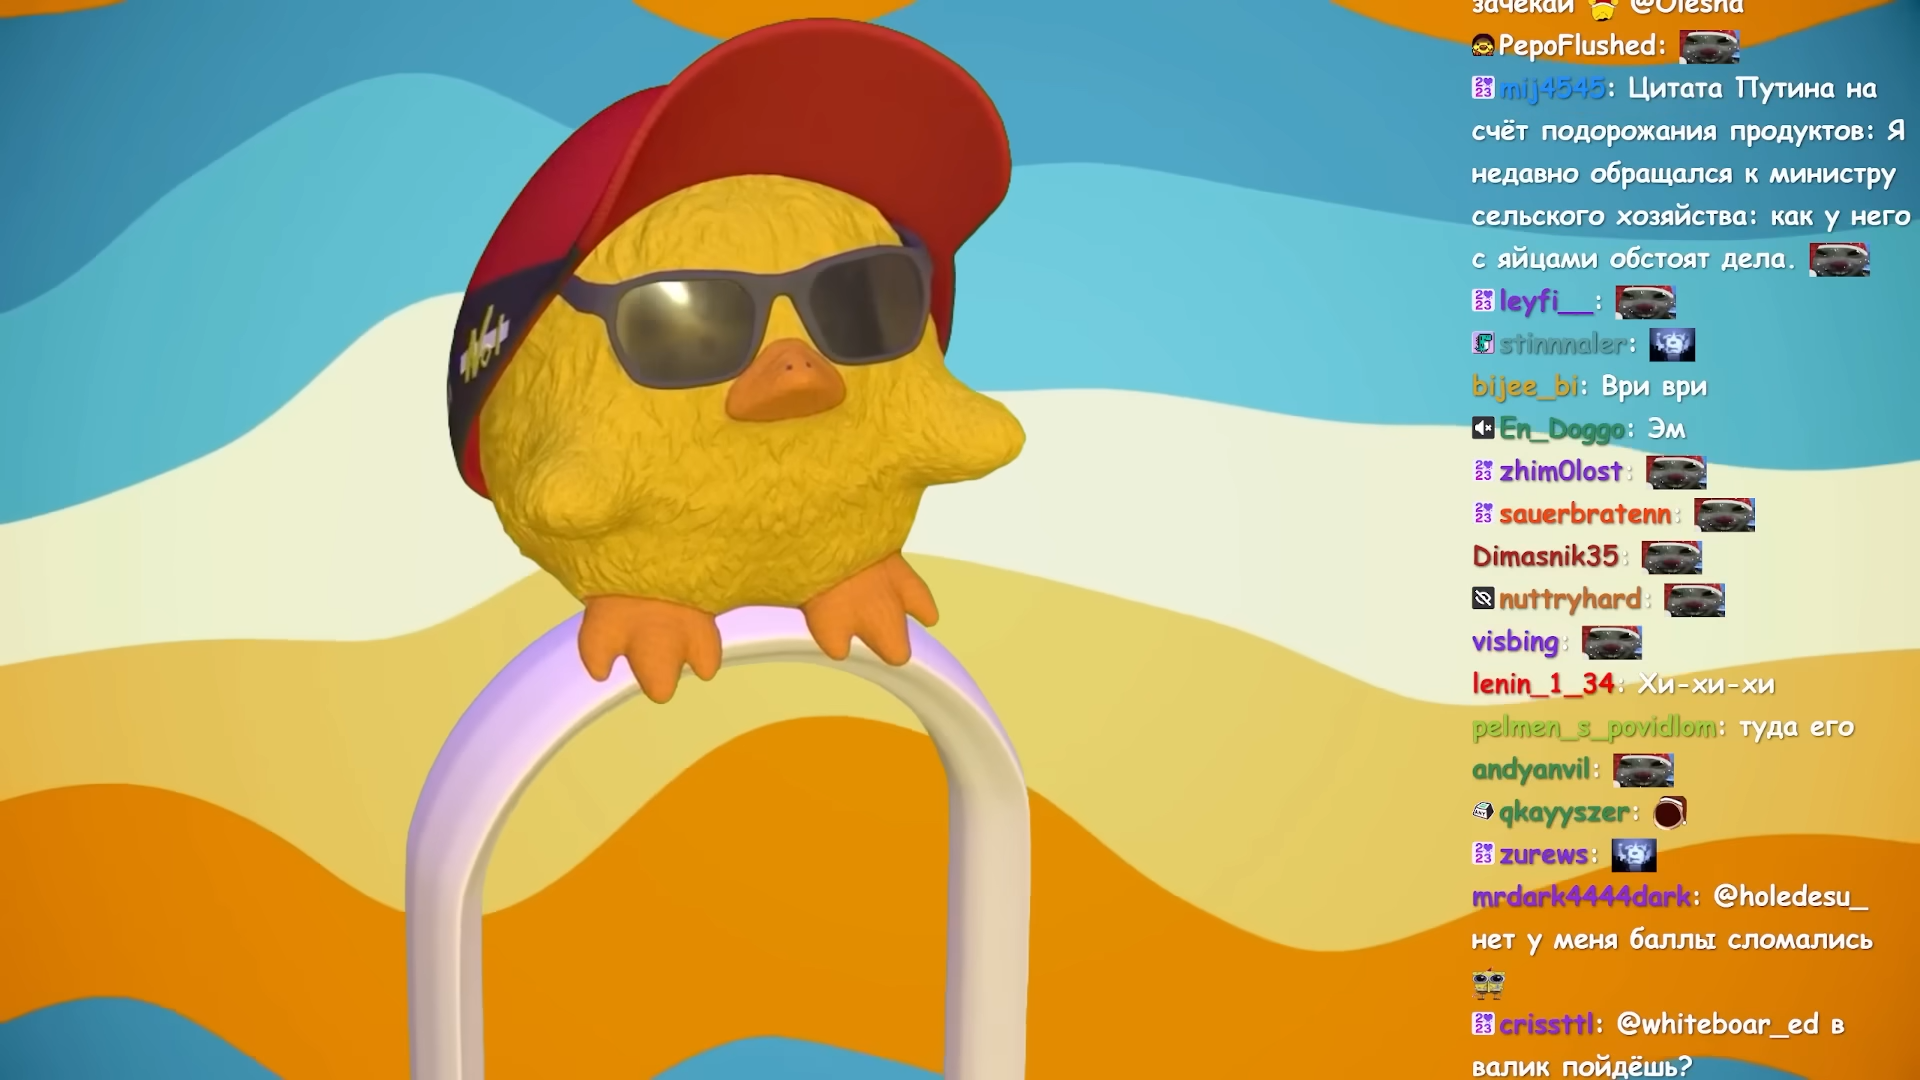 зачекай @Olesha
PepoFlushed:
mij4545: Цитата Путина на
счёт подорожания продуктов: Я
недавно обращался к министру
сельского хозяйства: как у него
с яйцами обстоят дела.
leyfi__:
stinnnaler:
bijee_bi: Ври ври
En_Doggo: Эм
zhim0lost:
sauerbratenn:
Dimasnik35:
nuttryhard:
visbing:
lenin_1_34: Хи-хи-хи
pelmen_s_povidlom: туда его
andyanvil:
qkayyszer:
zurews:
mrdark4444dark: @holedesu_
нет у меня баллы сломались
crissttl: @whiteboar_ed в
валик пойдёшь?